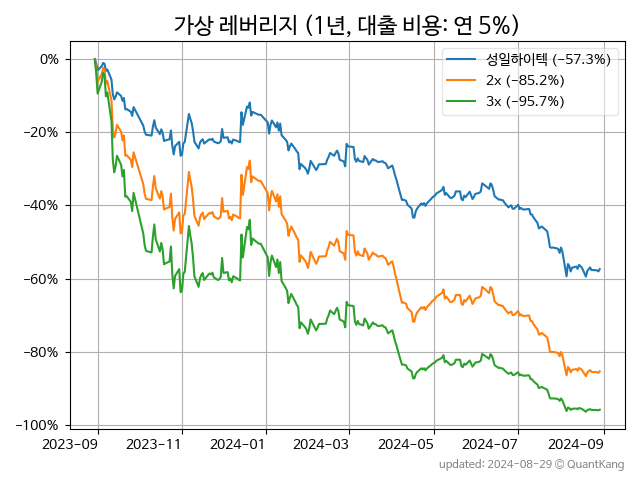 가상 레버리지 (1년, 대출 비용: 연 5%)
성일하이텍 (−57.3%)
2x (−85.2%)
3x (−95.7%)
0%
−20%
−40%
−60%
−80%
−100%
2023−09 2023−11 2024−01 2024−03 2024−05 2024−07 2024−09
updated: 2024-08-29 © QuantKang